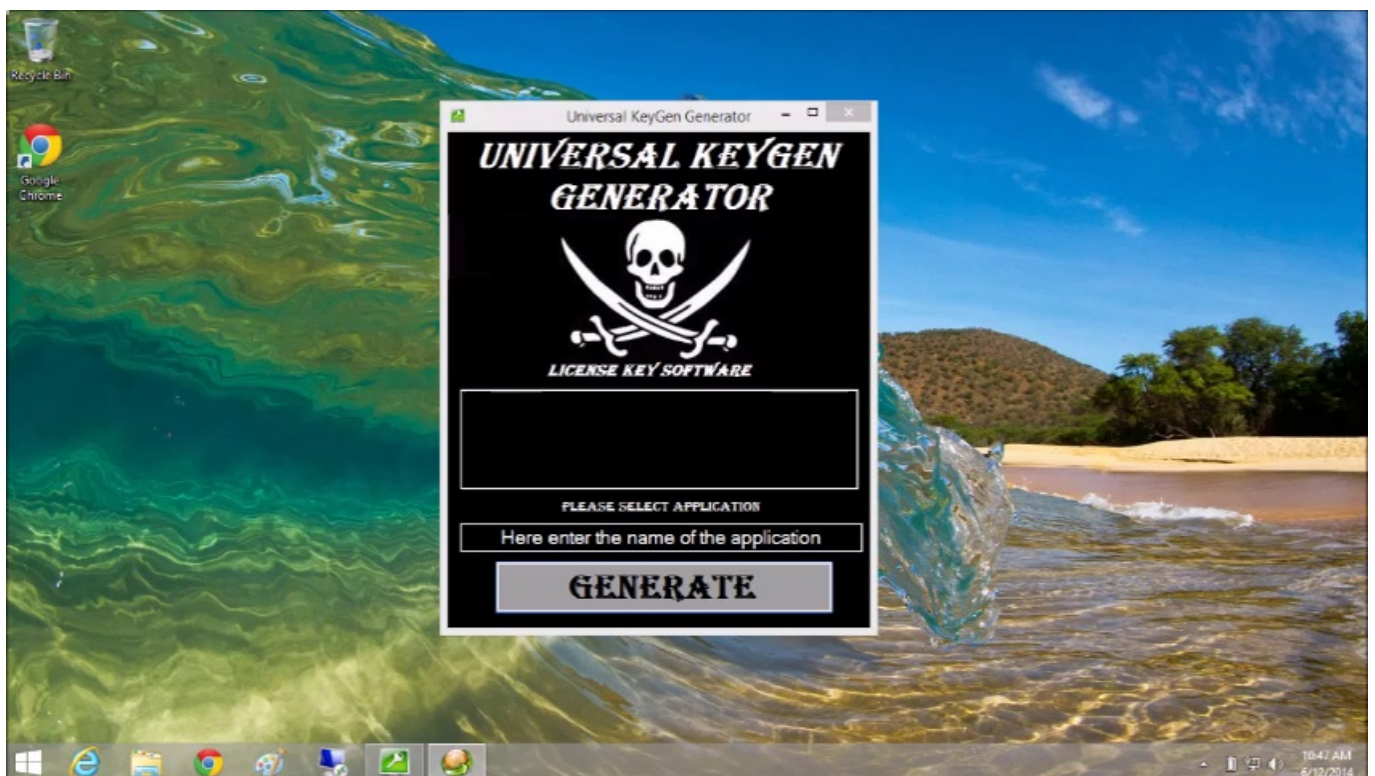 Recycle Bin
Google
Chrome
Universal KeyGen Generator
UNIVERSAL KEYGEN
GENERATOR
LICENSE KEY SOFTWARE
PLEASE SELECT APPLICATION
Here enter the name of the application
GENERATE
10:47 AM
6/12/2014